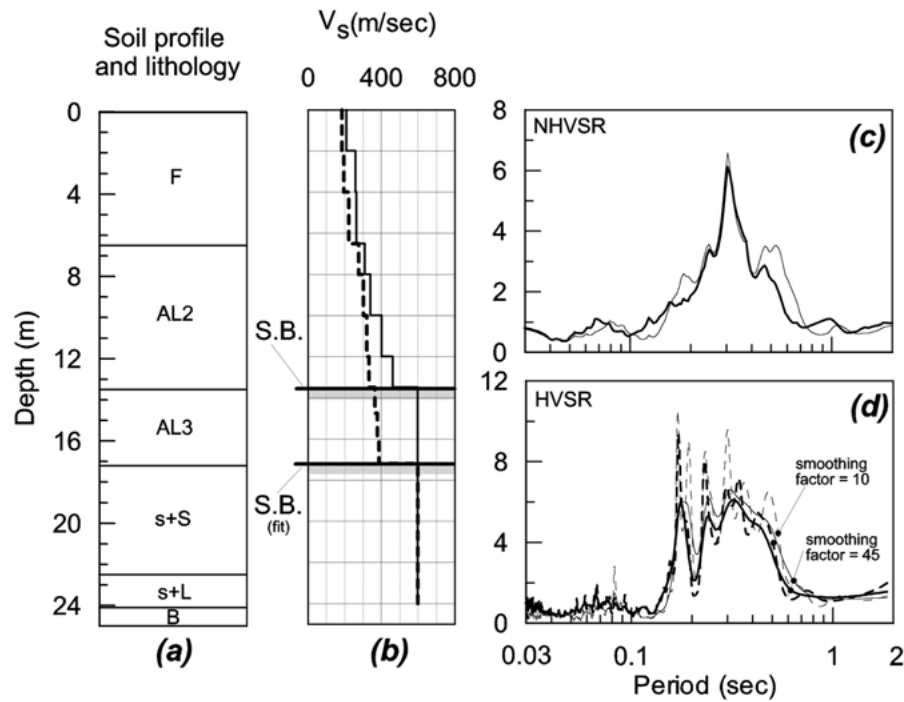 Soil profile
and lithology
Depth (m)
0
4
8
12
16
20
24
F
AL2
AL3
s+S
s+L
B
(a)
Vs(m/sec)
0 400 800
S.B.
S.B.
(fit)
(b)
NHVSR
(c)
8
6
4
2
0
HVSR
(d)
12
8
4
0
smoothing
factor = 10
smoothing
factor = 45
0.03 0.1 1 2
Period (sec)